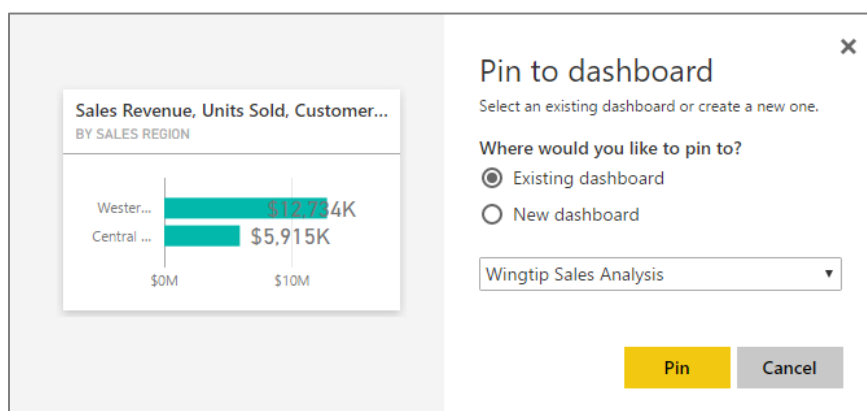 Sales Revenue, Units Sold, Customer...
BY SALES REGION
Wester... $12,734K
Central ... $5,915K
$0M $10M
Pin to dashboard
Select an existing dashboard or create a new one.
Where would you like to pin to?
Existing dashboard
New dashboard
Wingtip Sales Analysis
Pin Cancel